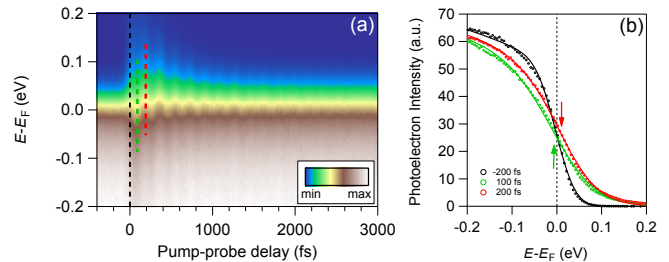 (a)
0.2
0.1
0.0
-0.1
-0.2
E-EF (eV)
min max
0
1000
2000
3000
Pump-probe delay (fs)
(b)
70
60
50
40
30
20
10
0
Photoelectron Intensity (a.u.)
-200 fs
100 fs
200 fs
-0.2
-0.1
0.0
0.1
0.2
E-EF (eV)